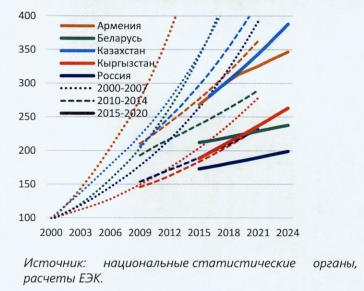 400
350
300
250
200
150
100
Армения
Беларусь
Казахстан
Кыргызстан
Россия
2000-2007
2010-2014
2015-2020
2000 2003 2006 2009 2012 2015 2018 2021 2024
Источник: национальные статистические органы,
расчеты ЕЭК.